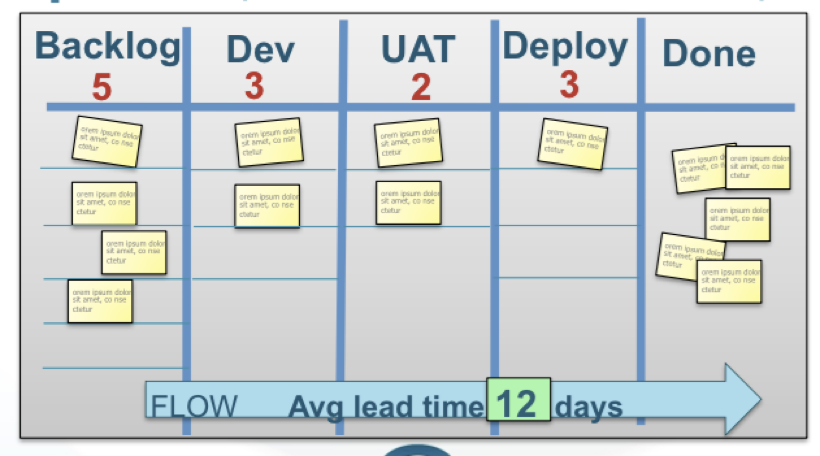 Backlog
5
Dev
3
UAT
2
Deploy
3
Done
orem ipsum dolor
sit amet, co nse
ctetur
orem ipsum dolor
sit amet, co nse
ctetur
orem ipsum dolor
sit amet, co nse
ctetur
orem ipsum dolor
sit amet, co nse
ctetur
orem ipsum dolor
sit amet, co nse
ctetur
orem ipsum dolor
sit amet, co nse
ctetur
orem ipsum dolor
sit amet, co nse
ctetur
orem ipsum dolor
sit amet, co nse
ctetur
orem ipsum dolor
sit amet, co nse
ctetur
orem ipsum d
sit amet, co n
ctetur
orem ipsum dolor
sit amet, co nse
ctetur
orem ipsum dolor
sit amet, co nse
ctetur
orem ipsum dolor
sit amet, co nse
ctetur
orem ipsum dolor
sit amet, co nse
ctetur
FLOW Avg lead time 12 days